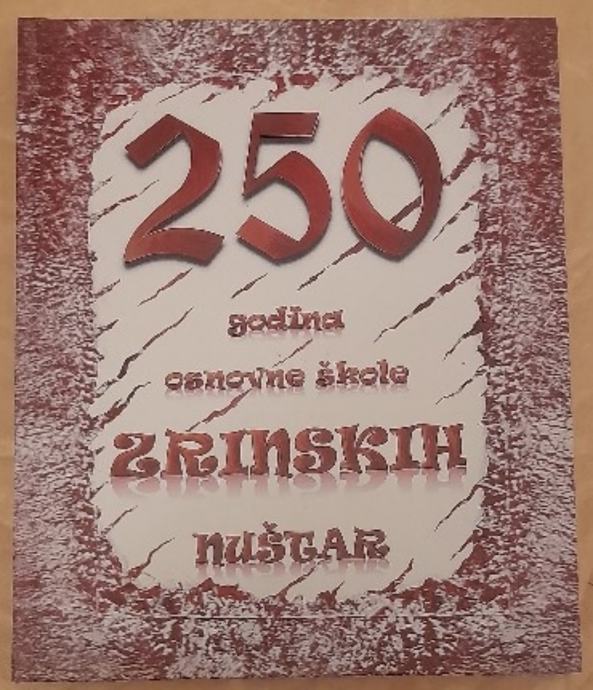 250
godina
osnovne škole
ZRINSKIH
NUŠTAR